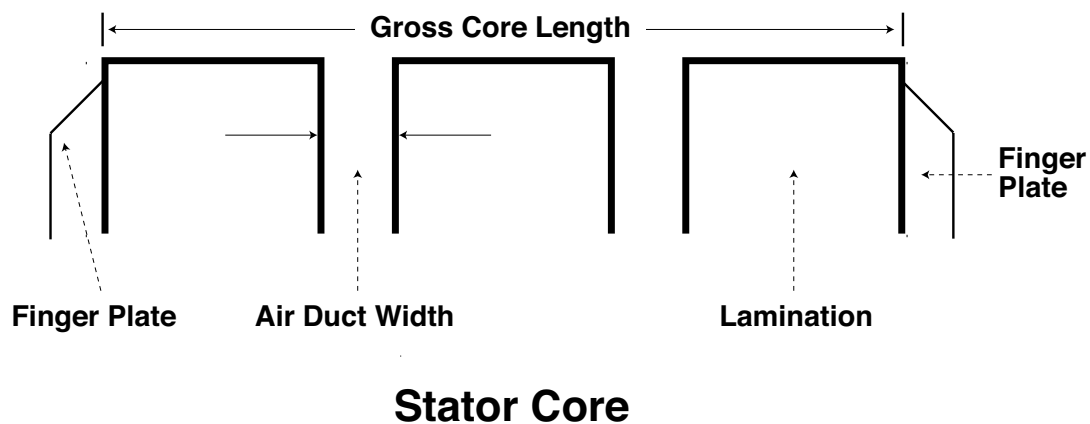 Gross Core Length
Finger
Plate
Finger Plate
Air Duct Width
Lamination
Stator Core